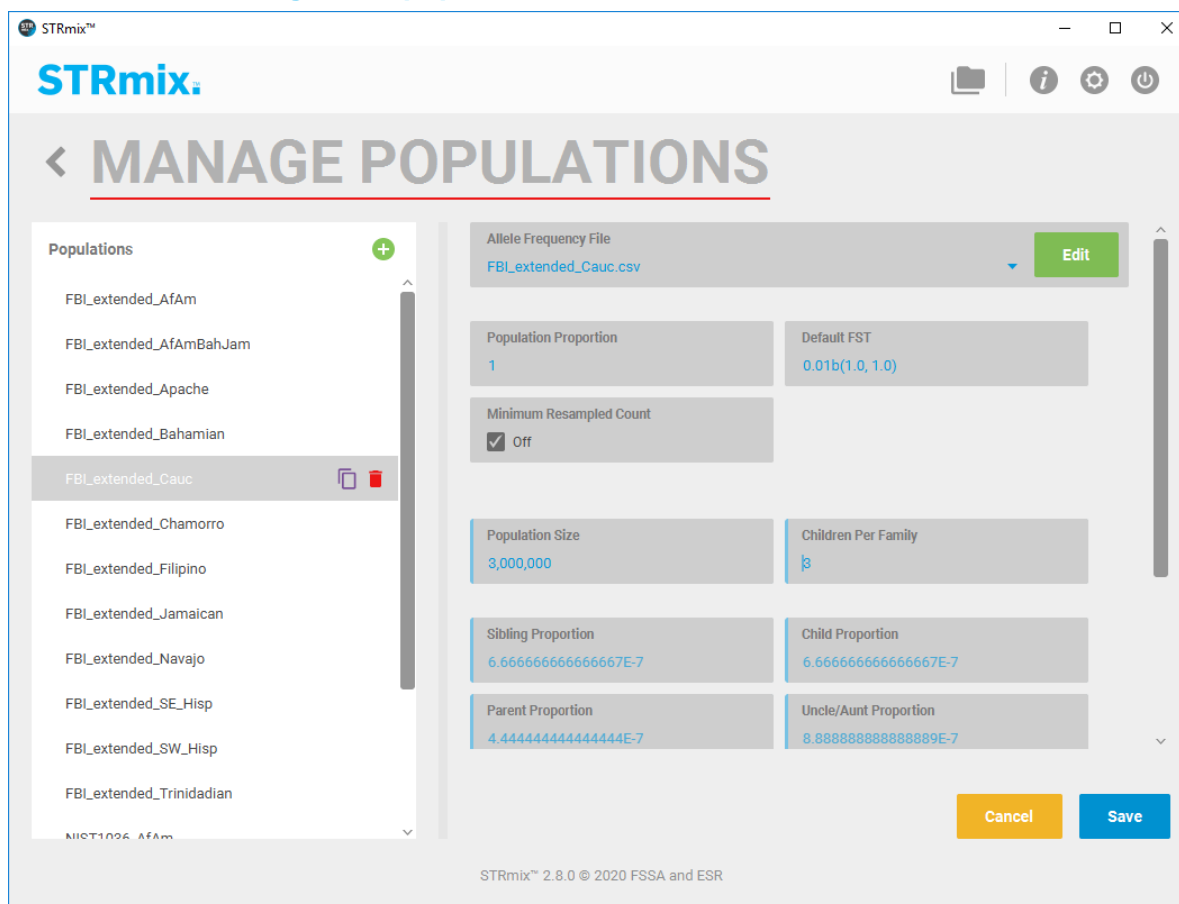 STRmix™
STRmix™
MANAGE POPULATIONS
Populations
FBI_extended_AfAm
FBI_extended_AfAmBahJam
FBI_extended_Apache
FBI_extended_Bahamian
FBI_extended_Cauc
FBI_extended_Chamorro
FBI_extended_Filipino
FBI_extended_Jamaican
FBI_extended_Navajo
FBI_extended_SE_Hisp
FBI_extended_SW_Hisp
FBI_extended_Trinidadian
NIST1036_AfAm
Allele Frequency File
FBI_extended_Cauc.csv
Edit
Population Proportion
1
Default FST
0.01b(1.0, 1.0)
Minimum Resampled Count
Off
Population Size
3,000,000
Children Per Family
3
Sibling Proportion
6.666666666666667E-7
Child Proportion
6.666666666666667E-7
Parent Proportion
4.444444444444444E-7
Uncle/Aunt Proportion
8.888888888888889E-7
Cancel
Save
STRmix™ 2.8.0 © 2020 FSSA and ESR